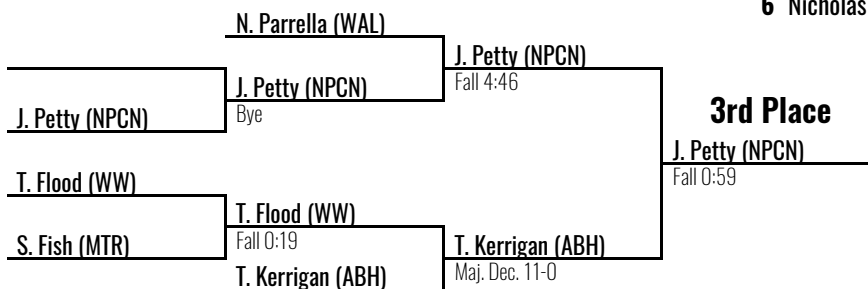 6 Nicholas
N. Parrella (WAL)
J. Petty (NPCN)
Fall 4:46
J. Petty (NPCN)
Bye
J. Petty (NPCN)
3rd Place
J. Petty (NPCN)
Fall 0:59
T. Flood (WW)
T. Flood (WW)
Fall 0:19
S. Fish (MTR)
T. Kerrigan (ABH)
Maj. Dec. 11-0
T. Kerrigan (ABH)